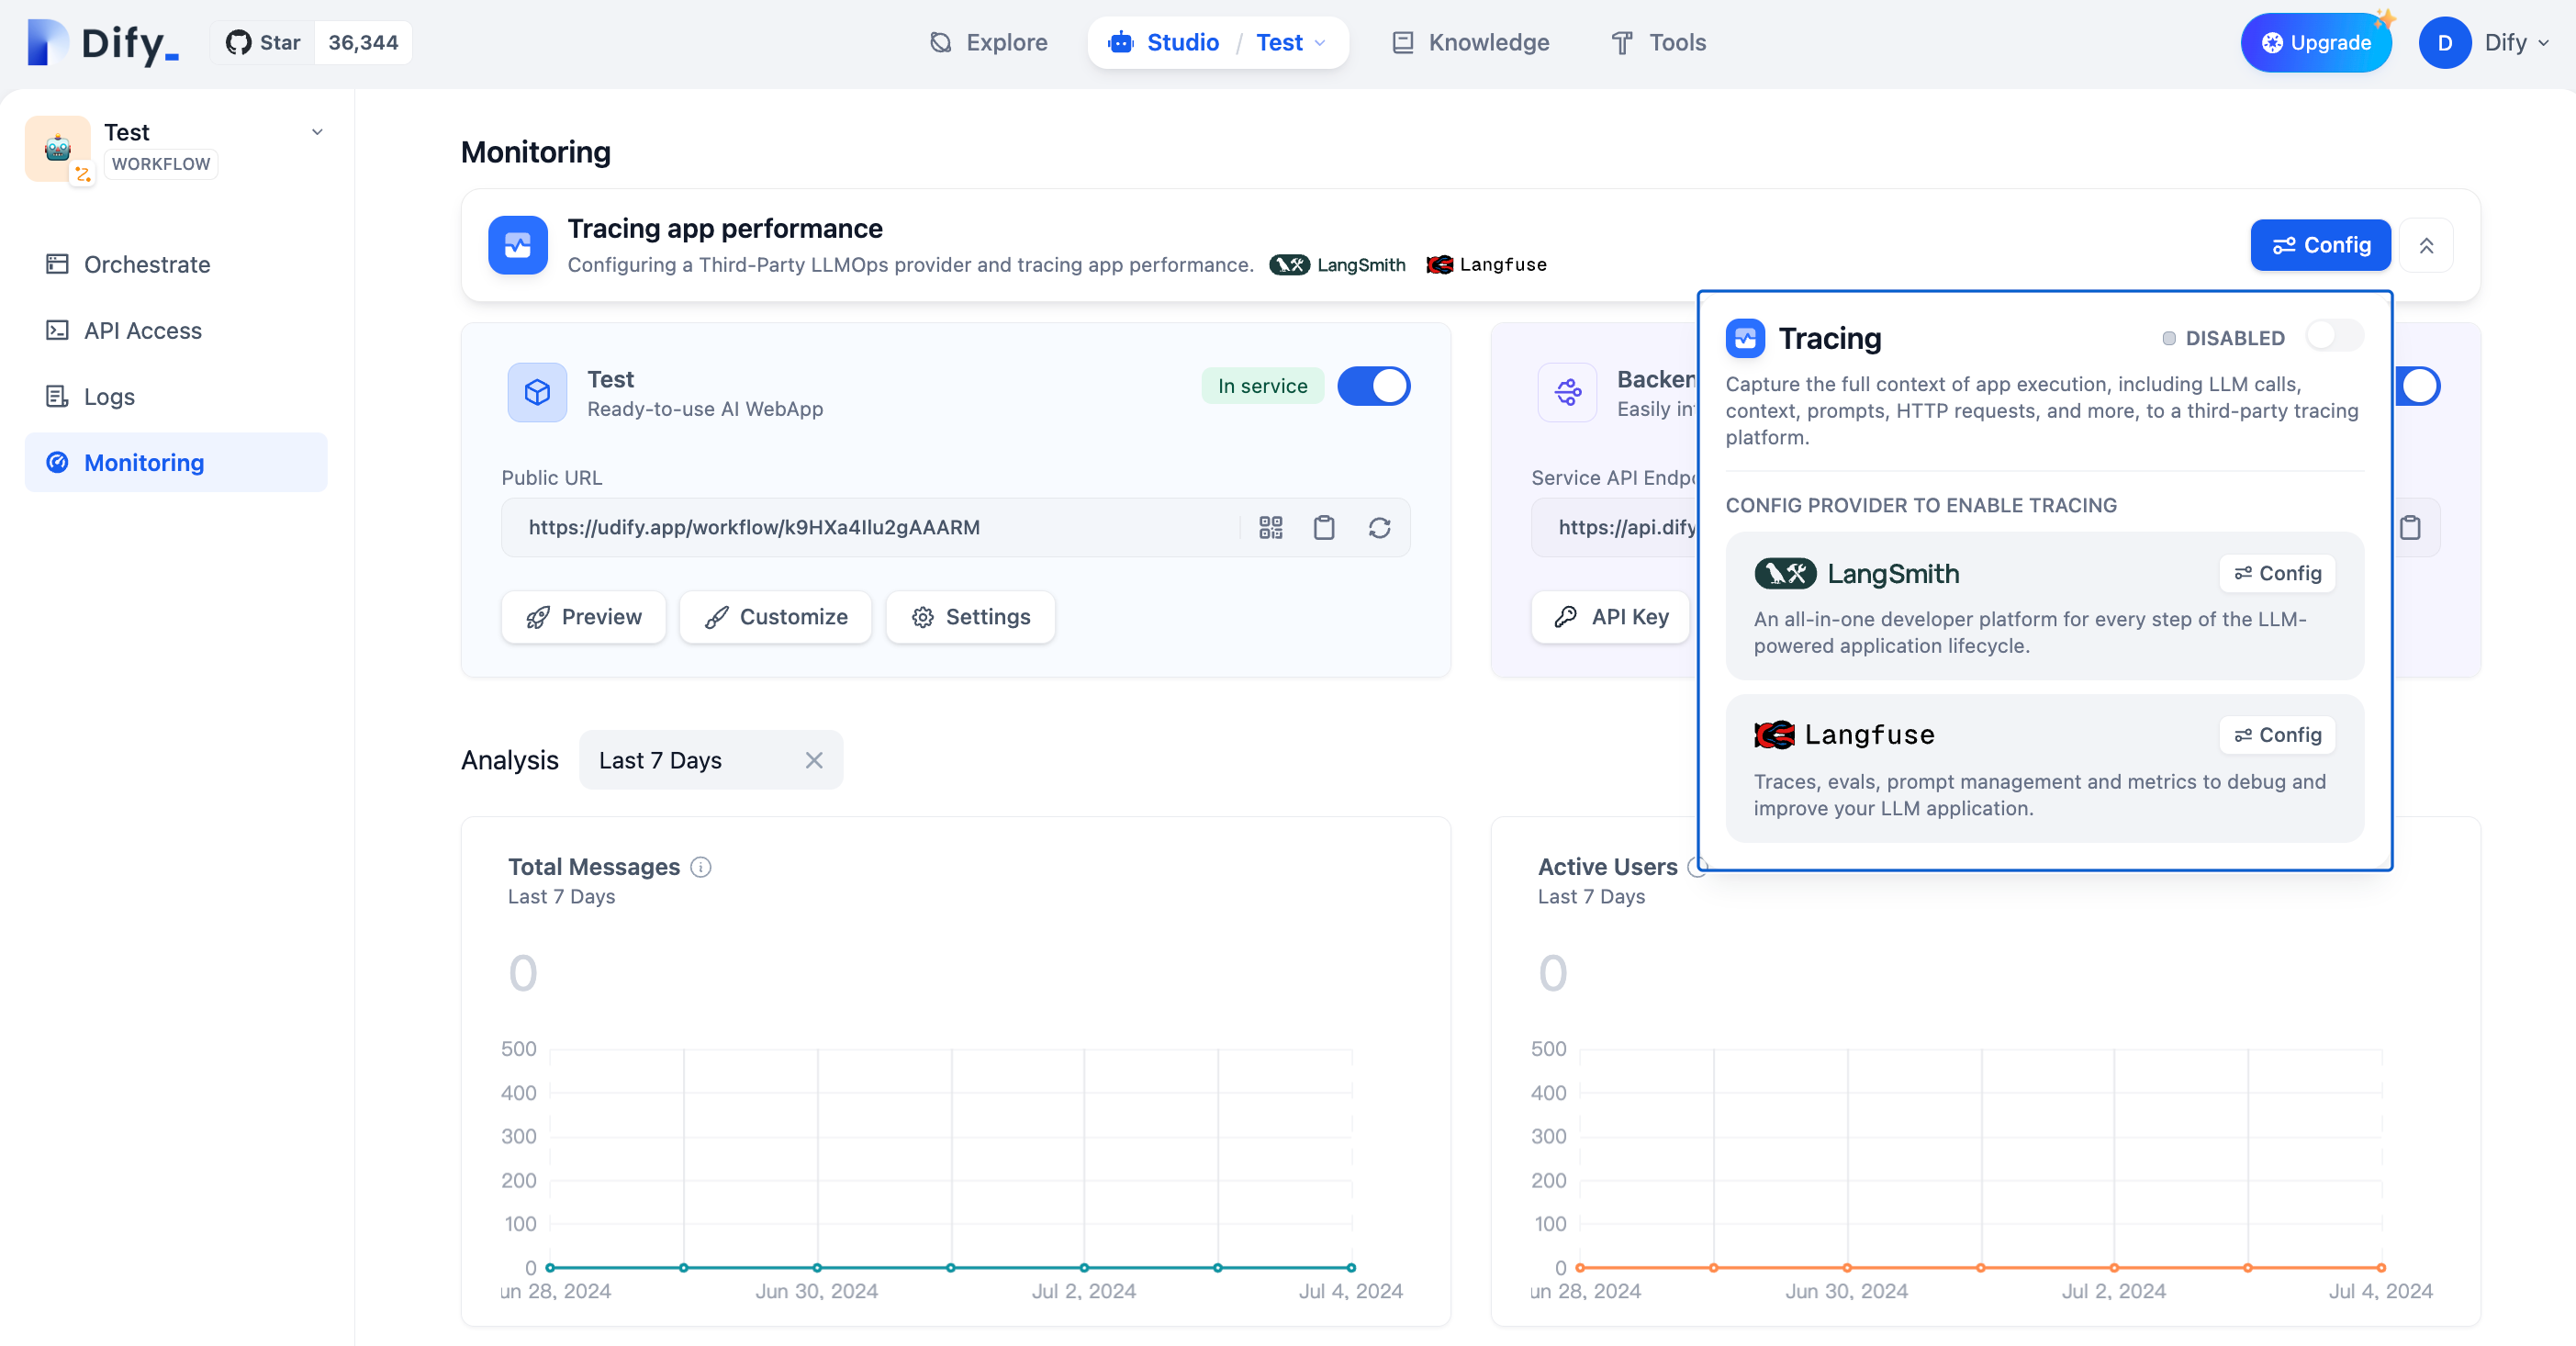 Dify_
Star 36,344
Explore
Studio / Test
Knowledge
Tools
Upgrade
D Dify
Test
WORKFLOW
Orchestrate
API Access
Logs
Monitoring
Monitoring
Tracing app performance
Configuring a Third-Party LLMOps provider and tracing app performance. LangSmith Langfuse
Config
Test
Ready-to-use AI WebApp
In service
Public URL
https://udify.app/workflow/k9HXa4Ilu2gAAARM
Preview
Customize
Settings
Backen
Easily in
Service API Endpo
https://api.dify
API Key
Tracing
DISABLED
Capture the full context of app execution, including LLM calls,
context, prompts, HTTP requests, and more, to a third-party tracing
platform.
CONFIG PROVIDER TO ENABLE TRACING
LangSmith
Config
An all-in-one developer platform for every step of the LLM-
powered application lifecycle.
Langfuse
Config
Traces, evals, prompt management and metrics to debug and
improve your LLM application.
Analysis
Last 7 Days
Total Messages
Last 7 Days
0
500
400
300
200
100
0
un 28, 2024
Jun 30, 2024
Jul 2, 2024
Jul 4, 2024
Active Users
Last 7 Days
0
500
400
300
200
100
0
un 28, 2024
Jun 30, 2024
Jul 2, 2024
Jul 4, 2024